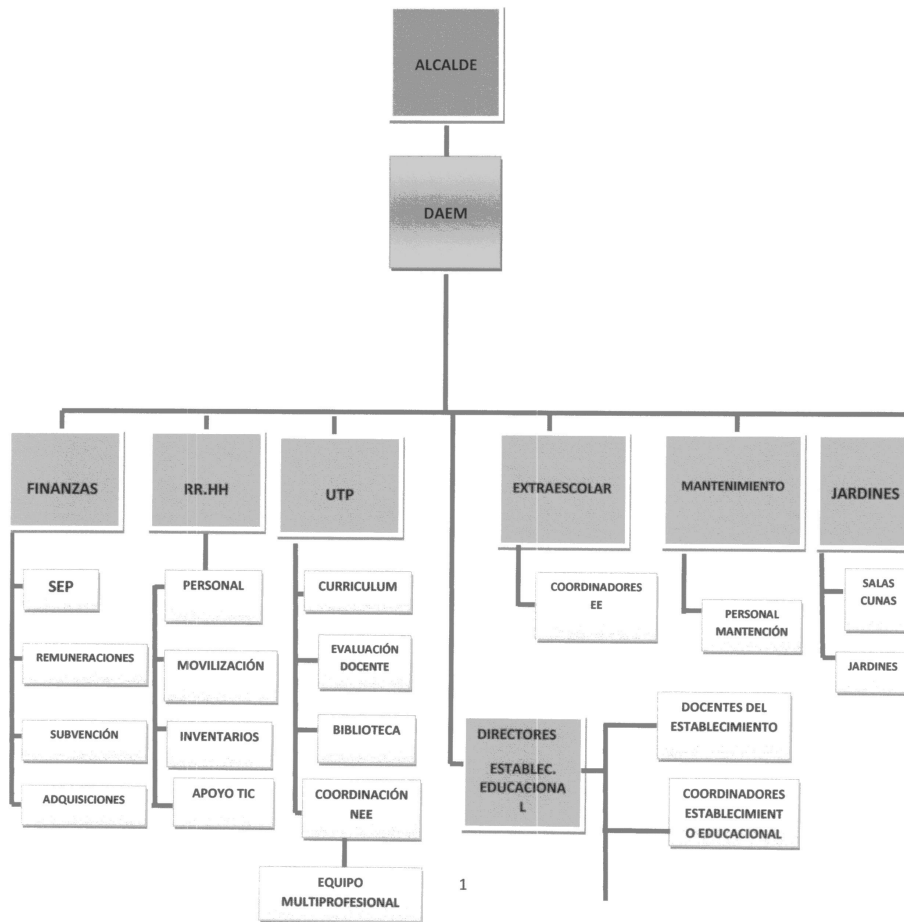 ALCALDE
DAEM
FINANZAS
RR.HH
UTP
EXTRAESCOLAR
MANTENIMIENTO
JARDINES
SEP
REMUNERACIONES
SUBVENCIÓN
ADQUISICIONES
PERSONAL
MOVILIZACIÓN
INVENTARIOS
APOYO TIC
CURRICULUM
EVALUACIÓN
DOCENTE
BIBLIOTECA
COORDINACIÓN
NEE
EQUIPO
MULTIPROFESIONAL
COORDINADORES
EE
PERSONAL
MANTENCIÓN
SALAS
CUNAS
JARDINES
DIRECTORES
ESTABLEC.
EDUCACIONA
L
DOCENTES DEL
ESTABLECIMIENTO
COORDINADORES
ESTABLECIMIENT
O EDUCACIONAL
1